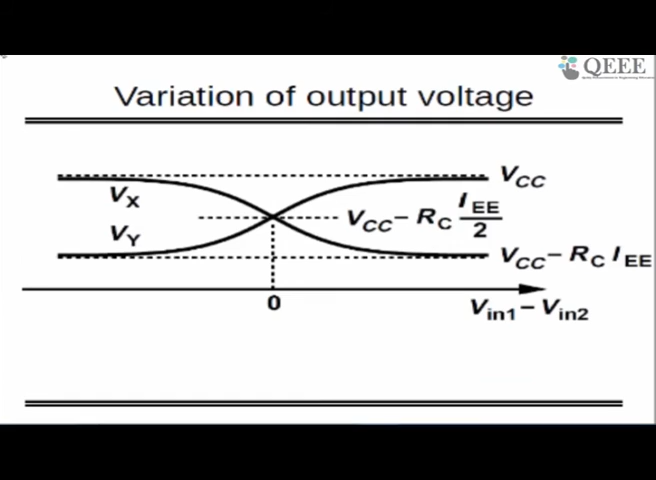 QEEE
Variation of output voltage
VCC
VX
VCC − RC IEE/2
VY
VCC − RC IEE
0
Vin1 − Vin2